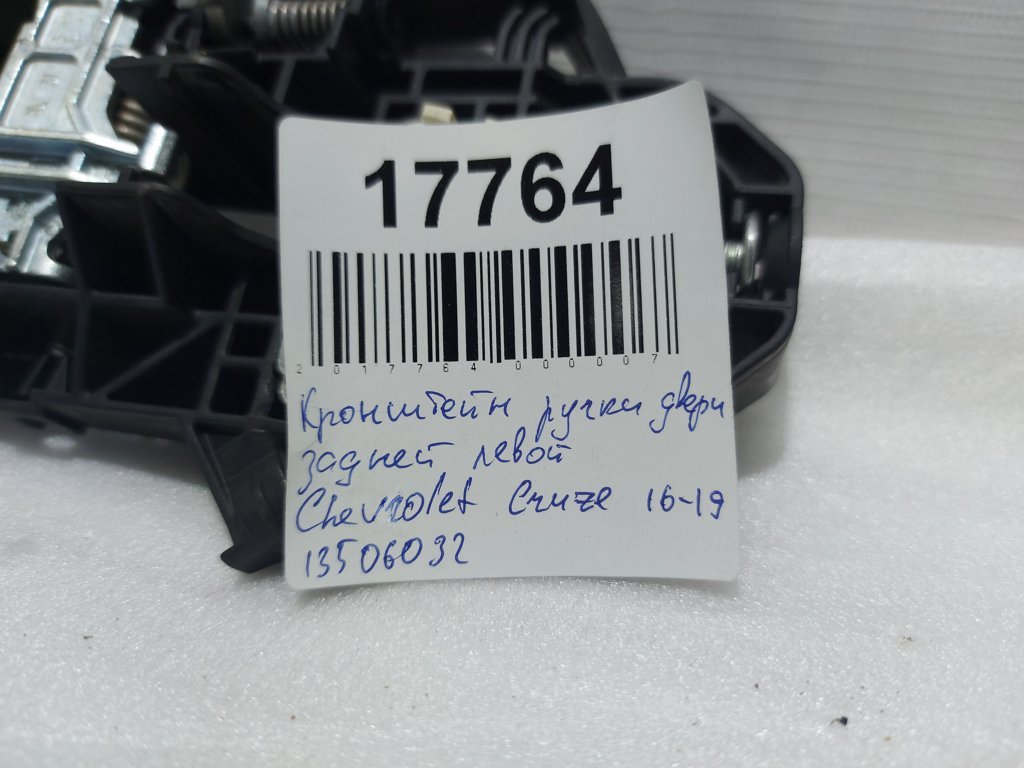 17764
2017764000007
Кронштейн ручки двери
задней левой
Chevrolet Cruze 16-19
13506032